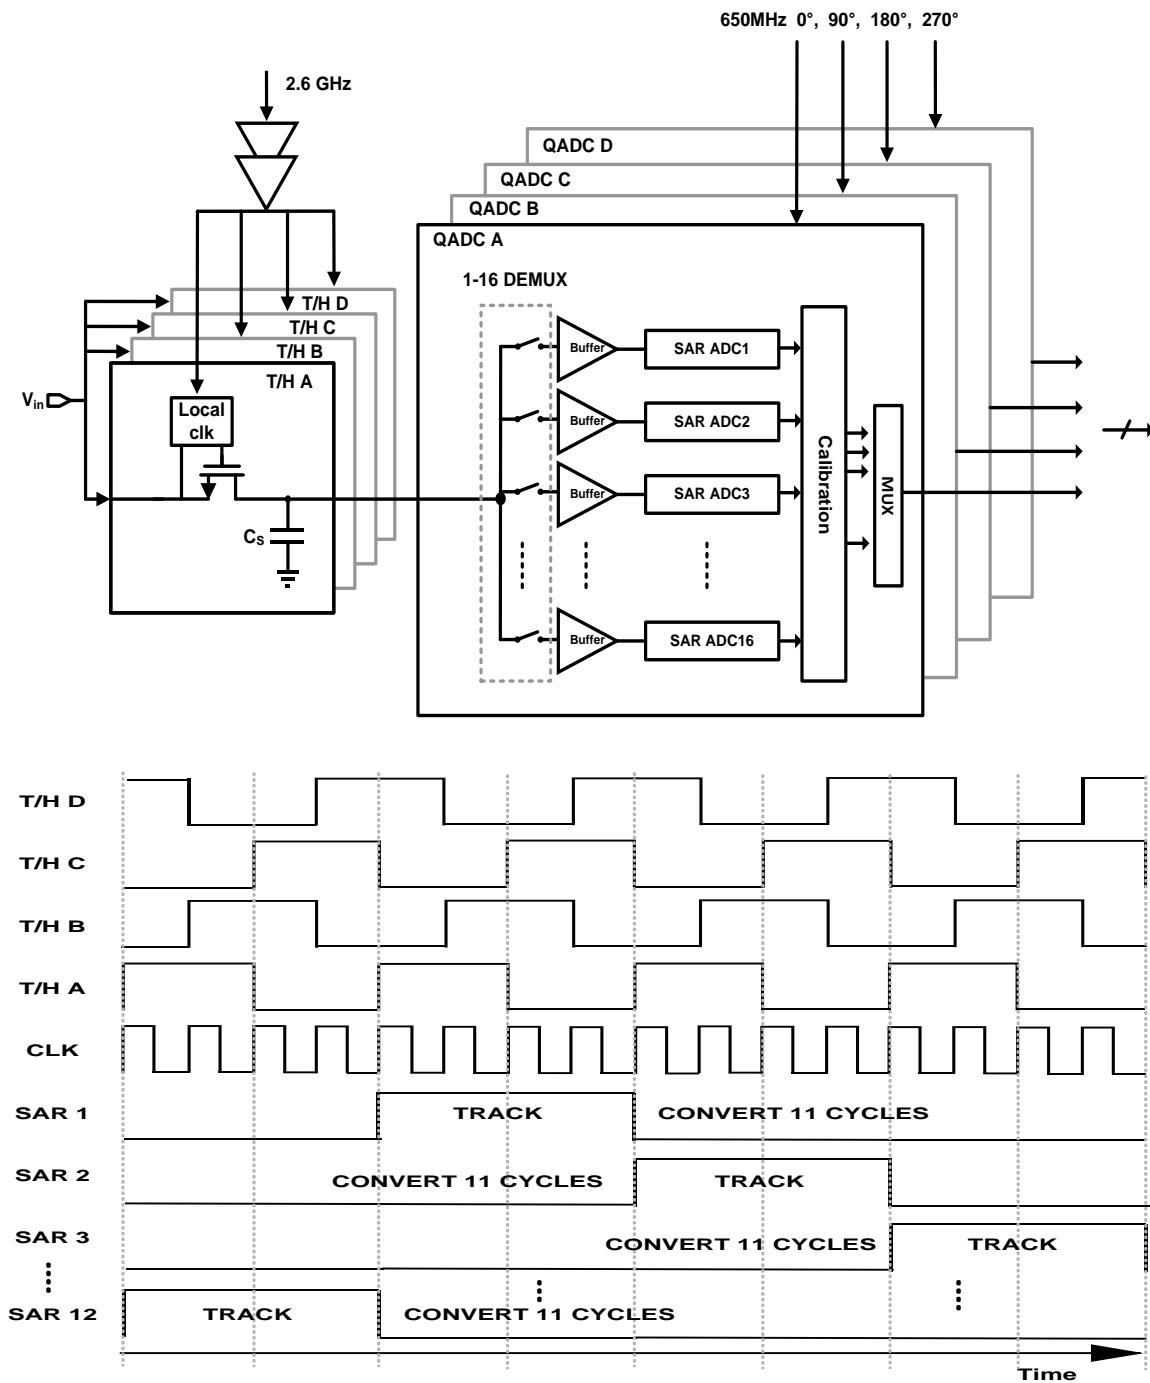 650MHz 0°, 90°, 180°, 270°
2.6 GHz
QADC D
QADC C
QADC B
QADC A
1-16 DEMUX
T/H D
T/H C
T/H B
T/H A
Vin
Local
clk
CS
Buffer
SAR ADC1
Buffer
SAR ADC2
Buffer
SAR ADC3
Buffer
SAR ADC16
Calibration
MUX
T/H D
T/H C
T/H B
T/H A
CLK
SAR 1
TRACK
CONVERT 11 CYCLES
SAR 2
CONVERT 11 CYCLES
TRACK
SAR 3
CONVERT 11 CYCLES
TRACK
SAR 12
TRACK
CONVERT 11 CYCLES
Time